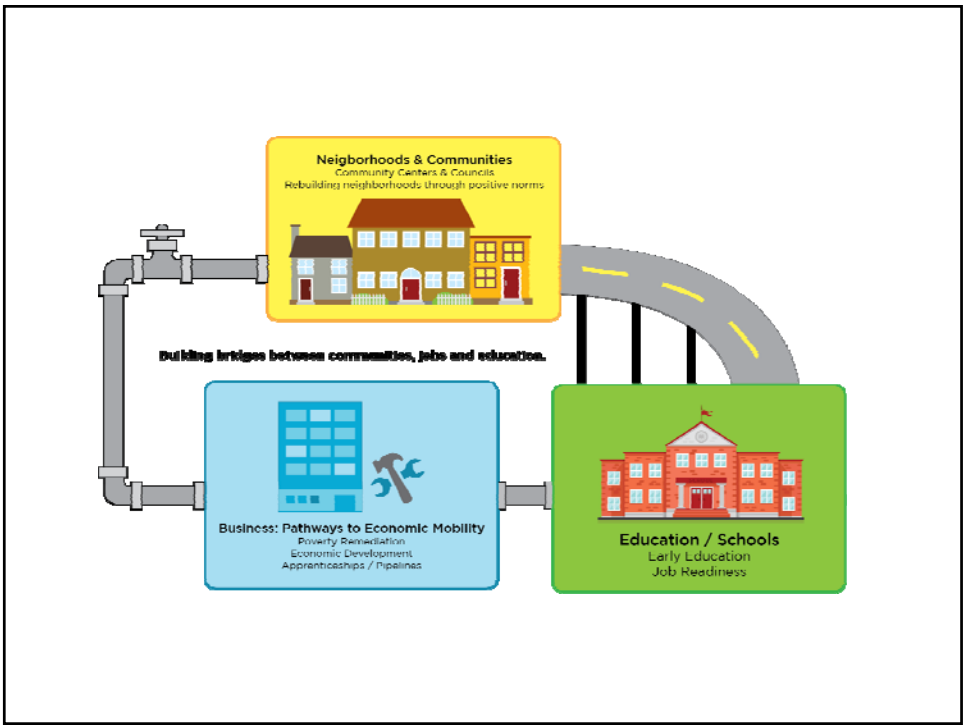 Neigborhoods & Communities
Community Centers & Councils
Rebuilding neighborhoods through positive norms
Building bridges between communities, jobs and education.
Business: Pathways to Economic Mobility
Poverty Remediation
Economic Development
Apprenticeships / Pipelines
Education / Schools
Early Education
Job Readiness